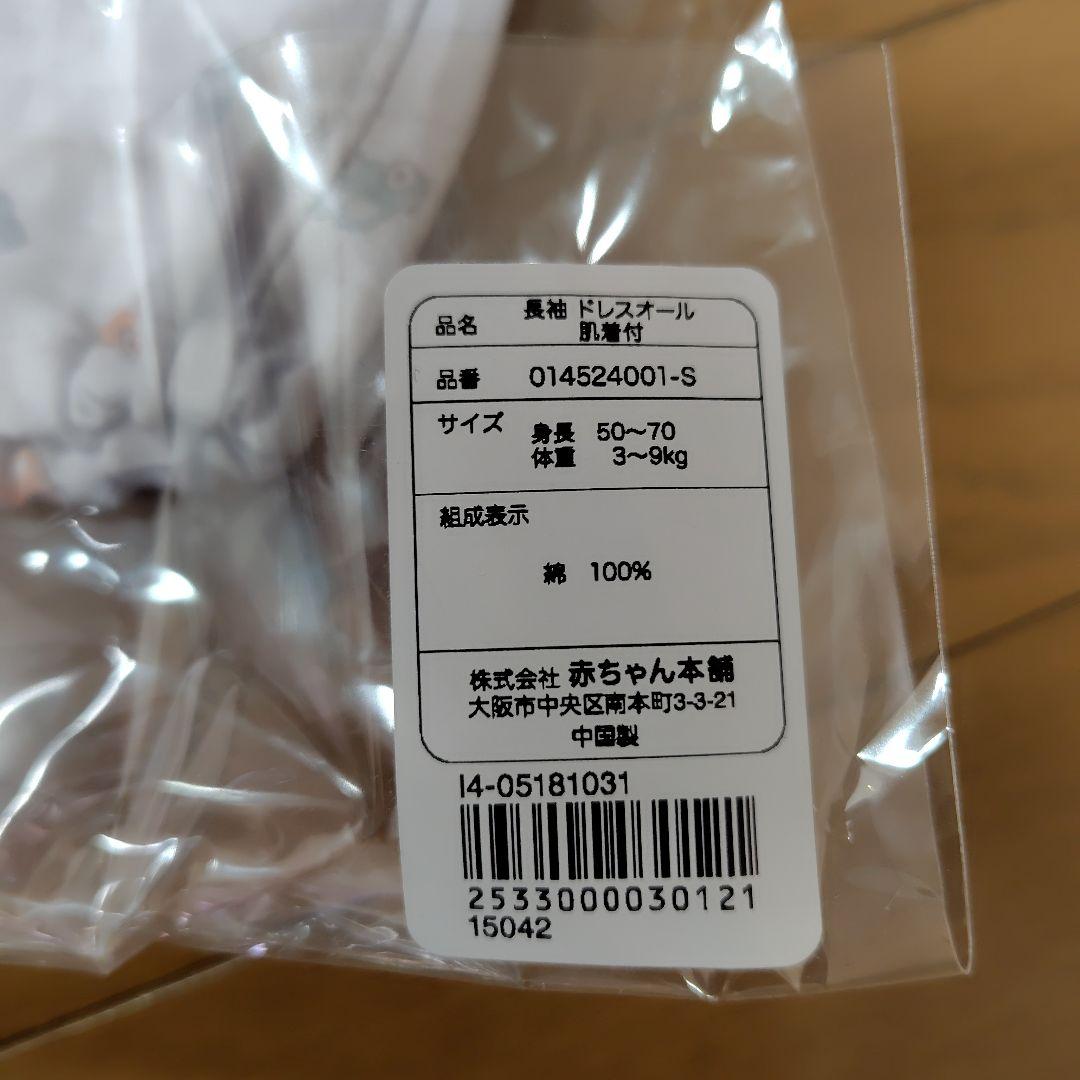 品名 長袖 ドレスオール
肌着付
品番 014524001-S
サイズ 身長 50〜70
体重 3〜9kg
組成表示
綿 100%
株式会社 赤ちゃん本舗
大阪市中央区南本町3-3-21
中国製
I4-05181031
2533000030121
15042